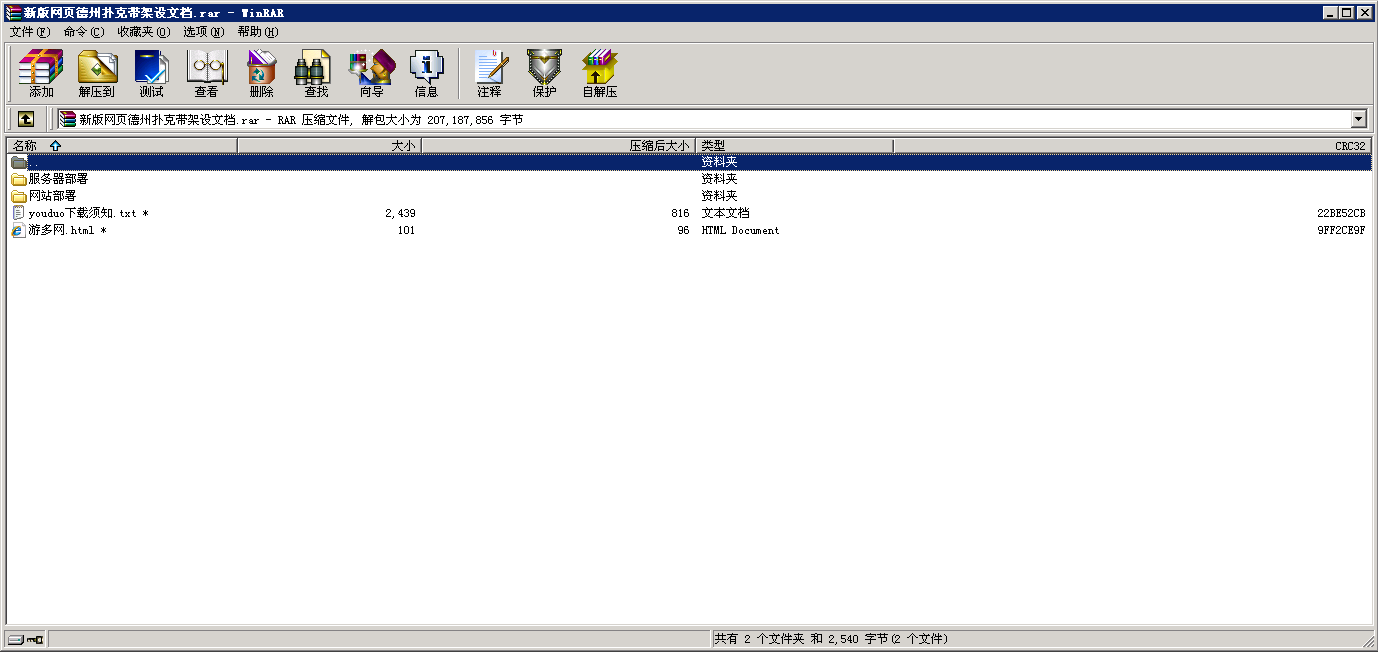 新版网页德州扑克带架设文档.rar - WinRAR
文件(F) 命令(C) 收藏夹(O) 选项(N) 帮助(H)
添加 解压到 测试 查看 删除 查找 向导 信息 注释 保护 自解压
新版网页德州扑克带架设文档.rar - RAR 压缩文件, 解包大小为 207,187,856 字节
名称 大小 压缩后大小 类型 CRC32
.. 资料夹
服务器部署 资料夹
网站部署 资料夹
youduo下载须知.txt * 2,439 816 文本文档 22BE52CB
游多网.html * 101 96 HTML Document 9FF2CE9F
共有 2 个文件夹 和 2,540 字节(2 个文件)